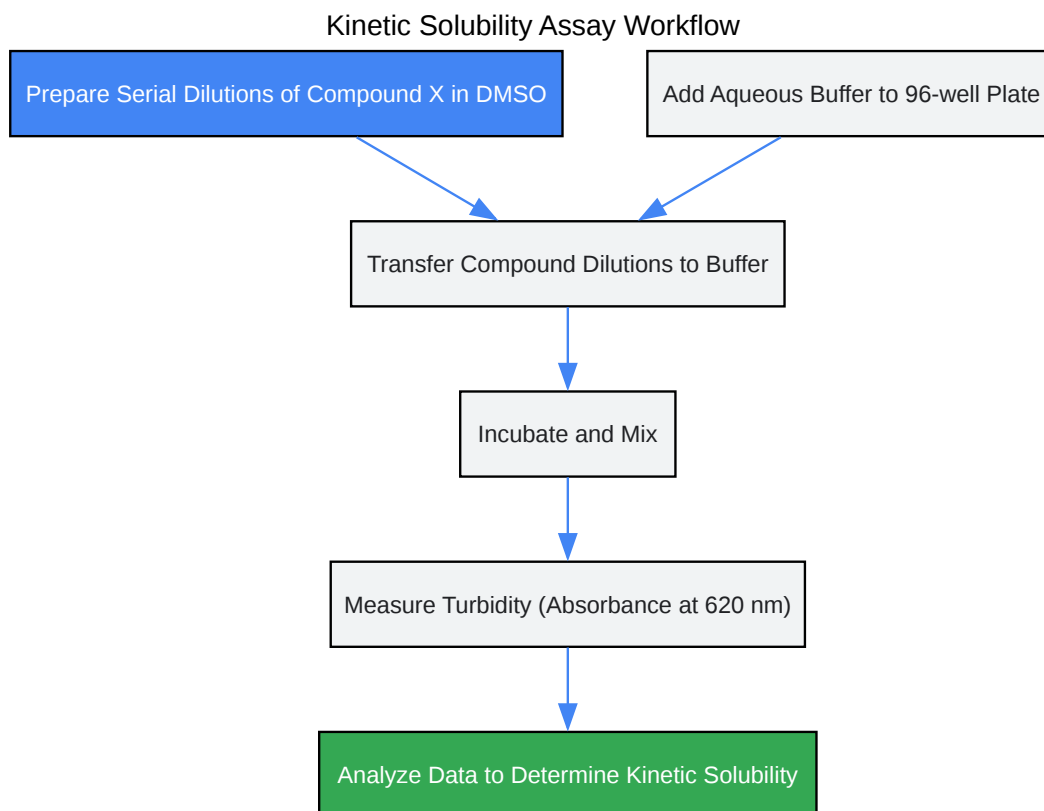 Kinetic Solubility Assay Workflow
Prepare Serial Dilutions of Compound X in DMSO
Add Aqueous Buffer to 96-well Plate
Transfer Compound Dilutions to Buffer
Incubate and Mix
Measure Turbidity (Absorbance at 620 nm)
Analyze Data to Determine Kinetic Solubility